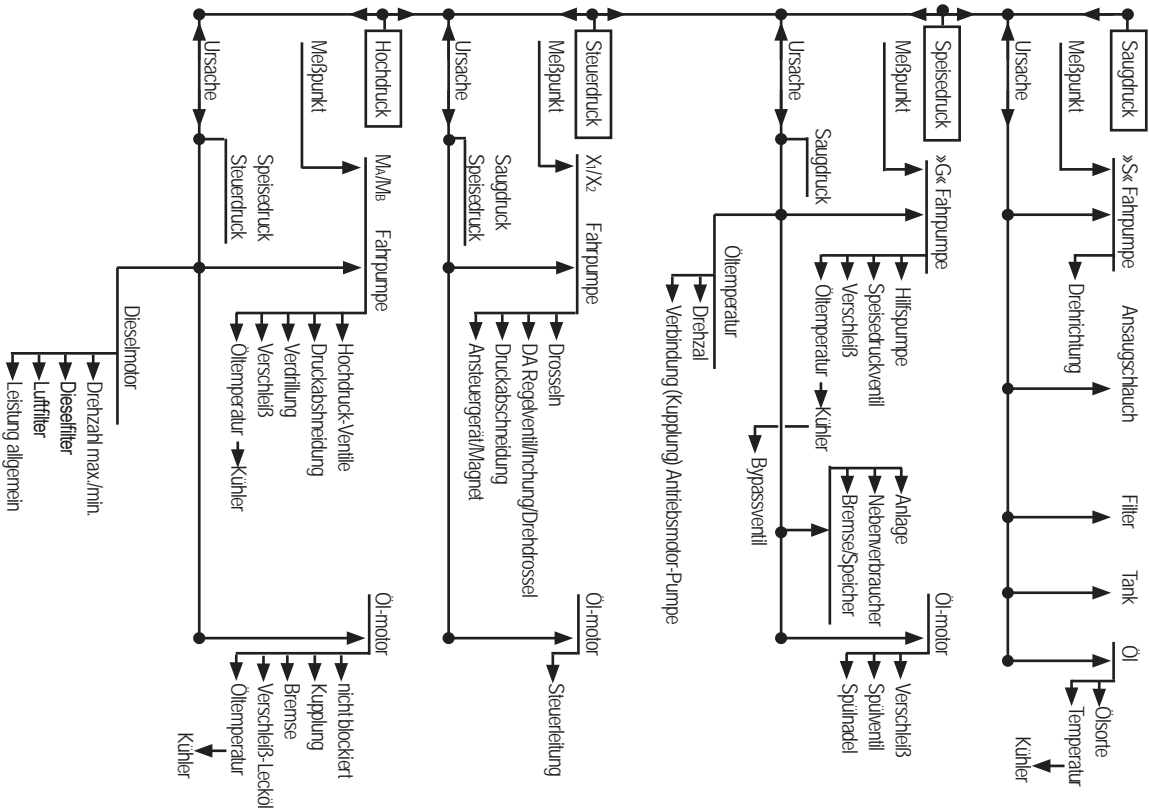 Saugdruck
Meßpunkt
»S« Fahrpumpe
Drehrichtung
Ursache
Ansaugschlauch
Filter
Tank
Öl
Ölsorte
Temperatur
Kühler
Speisedruck
Meßpunkt
»G« Fahrpumpe
Hilfspumpe
Speisedruckventil
Verschleiß
Öltemperatur
Kühler
Bypassventil
Ursache
Saugdruck
Öltemperatur
Drehzal
Verbindung (Kupplung) Antriebsmotor-Pumpe
Anlage
Nebenverbraucher
Bremse/Speicher
Öl-motor
Verschleiß
Spülventil
Spülnadel
Steuerdruck
Meßpunkt
X1/X2
Fahrpumpe
Drosseln
DA Regelventil/Inchung/Drehdrossel
Druckabschneidung
Ansteuergerät/Magnet
Ursache
Saugdruck
Speisedruck
Öl-motor
Steuerleitung
Hochdruck
Meßpunkt
MA/MB
Fahrpumpe
Hochdruck-Ventile
Druckabshneidung
Verdrillung
Verschleiß
Öltemperatur
Kühler
Ursache
Speisedruck
Steuerdruck
Dieselmotor
Drehzahl max./min.
Dieselfilter
Luftfilter
Leistung allgemein
Öl-motor
nicht blockiert
Kupplung
Bremse
Verschleiß-Lecköl
Öltemperatur
Kühler